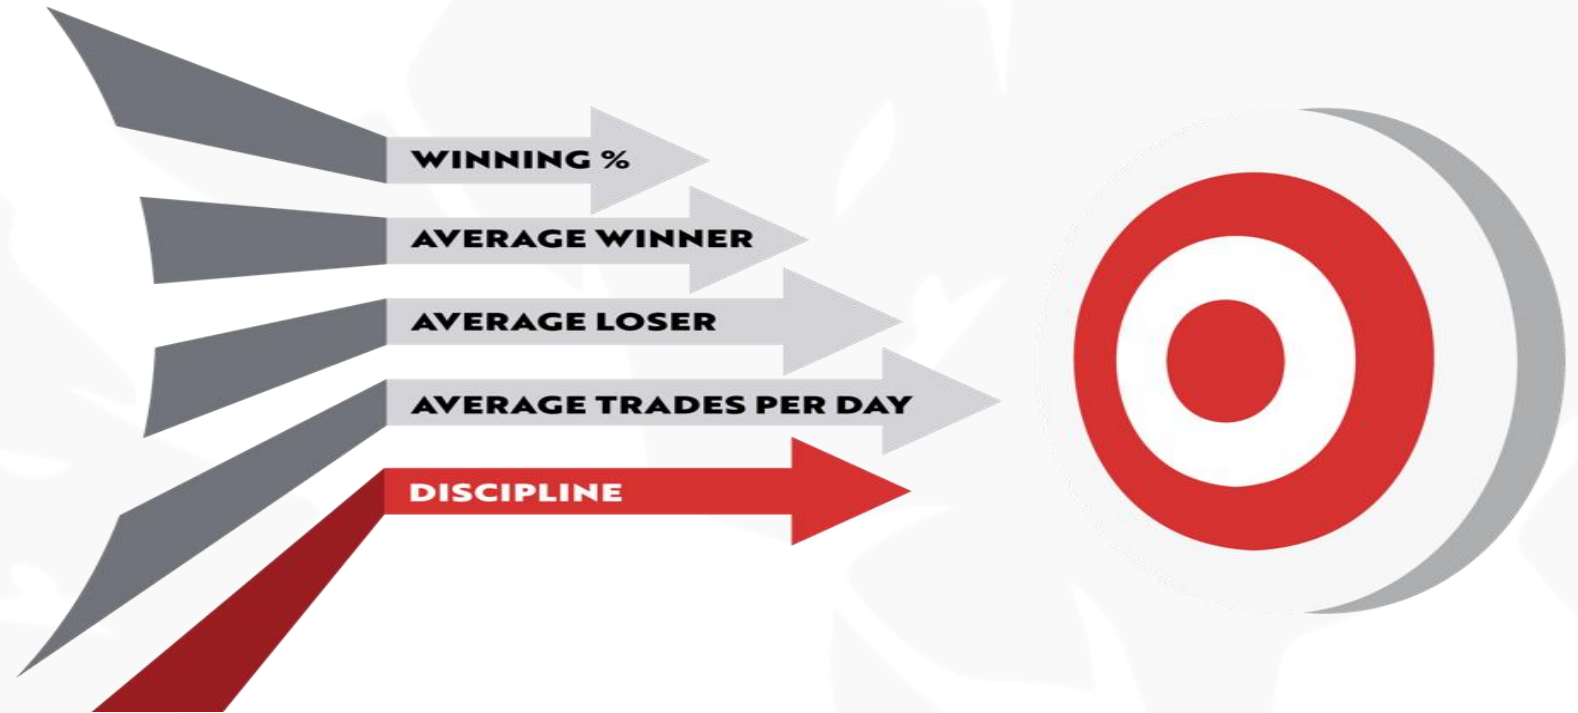 WINNING %
AVERAGE WINNER
AVERAGE LOSER
AVERAGE TRADES PER DAY
DISCIPLINE